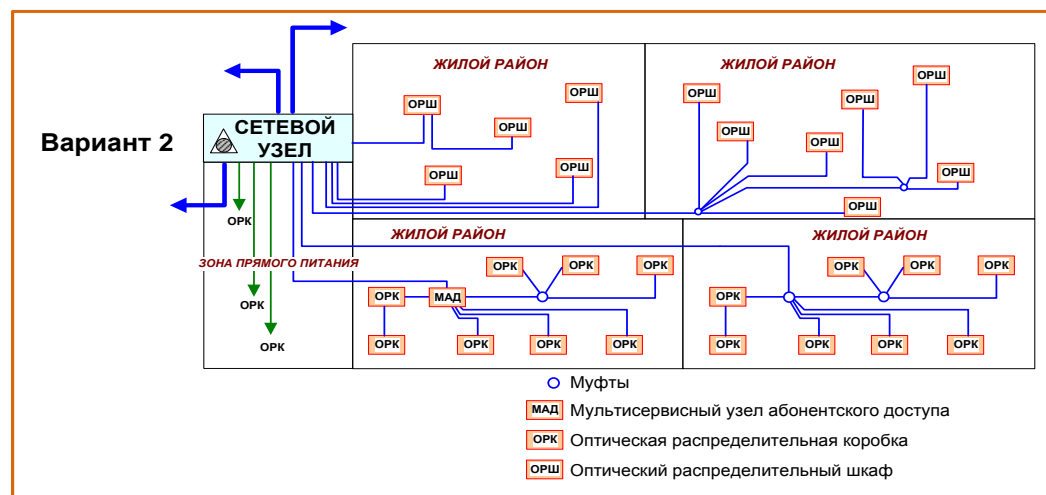 Вариант 2
СЕТЕВОЙ
УЗЕЛ
ОРК
ЗОНА ПРЯМОГО ПИТАНИЯ
ОРК
ОРК
ЖИЛОЙ РАЙОН
ОРШ
ОРШ
ОРШ
ОРШ
ОРШ
ЖИЛОЙ РАЙОН
ОРШ
ОРШ
ОРШ
ОРШ
ОРШ
ОРШ
ОРШ
ЖИЛОЙ РАЙОН
ОРК
ОРК
ОРК
ОРК
МАД
ОРК
ОРК
ОРК
ОРК
ЖИЛОЙ РАЙОН
ОРК
ОРК
ОРК
ОРК
ОРК
ОРК
ОРК
ОРК
Муфты
МАД Мультисервисный узел абонентского доступа
ОРК Оптическая распределительная коробка
ОРШ Оптический распределительный шкаф